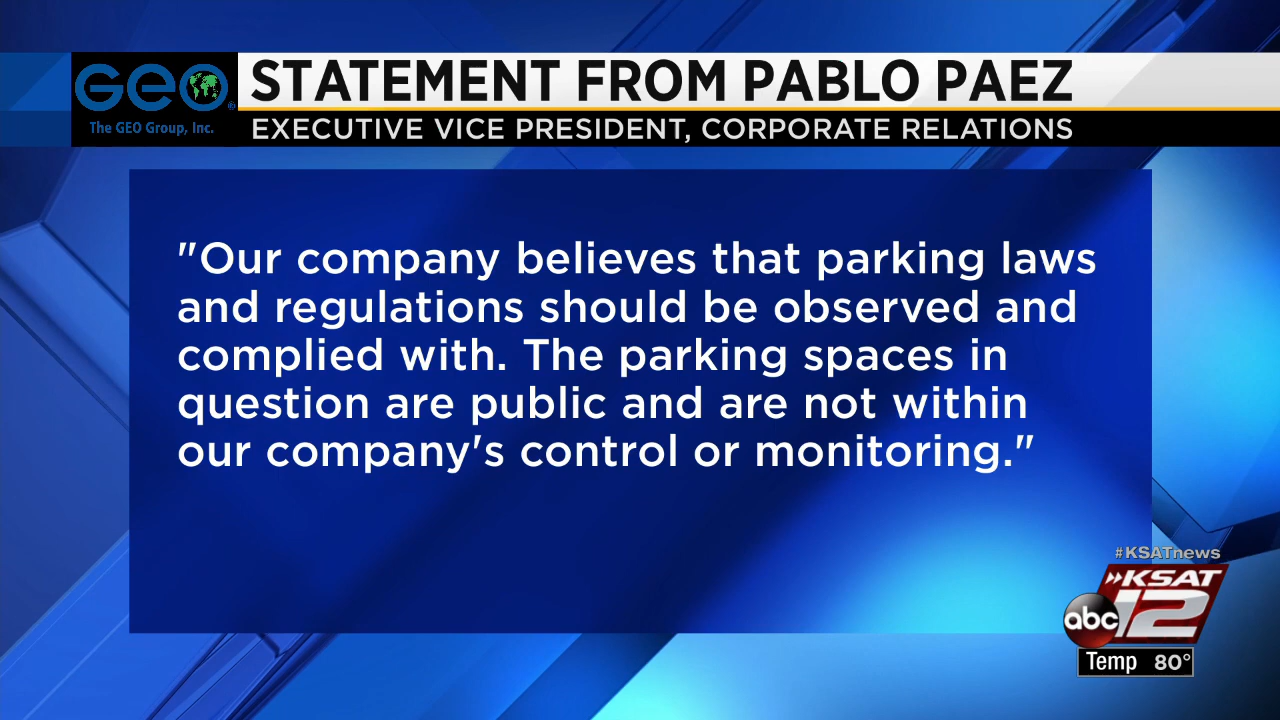 GEO
The GEO Group, Inc.
STATEMENT FROM PABLO PAEZ
EXECUTIVE VICE PRESIDENT, CORPORATE RELATIONS
"Our company believes that parking laws
and regulations should be observed and
complied with. The parking spaces in
question are public and are not within
our company's control or monitoring."
#KSATnews
KSAT
abc 12
Temp 80°